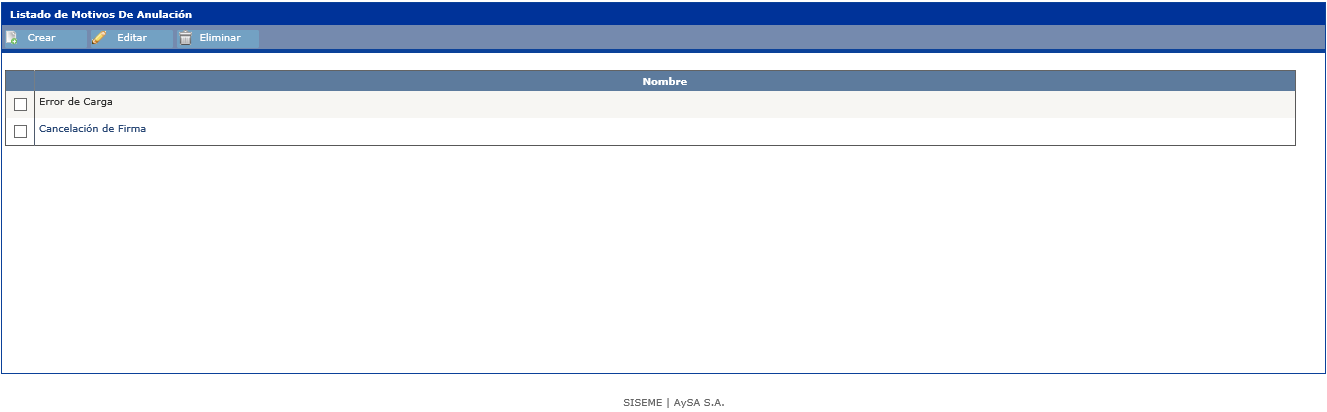 Listado de Motivos De Anulación
Crear Editar Eliminar
Nombre
Error de Carga
Cancelación de Firma
SISEME | AySA S.A.